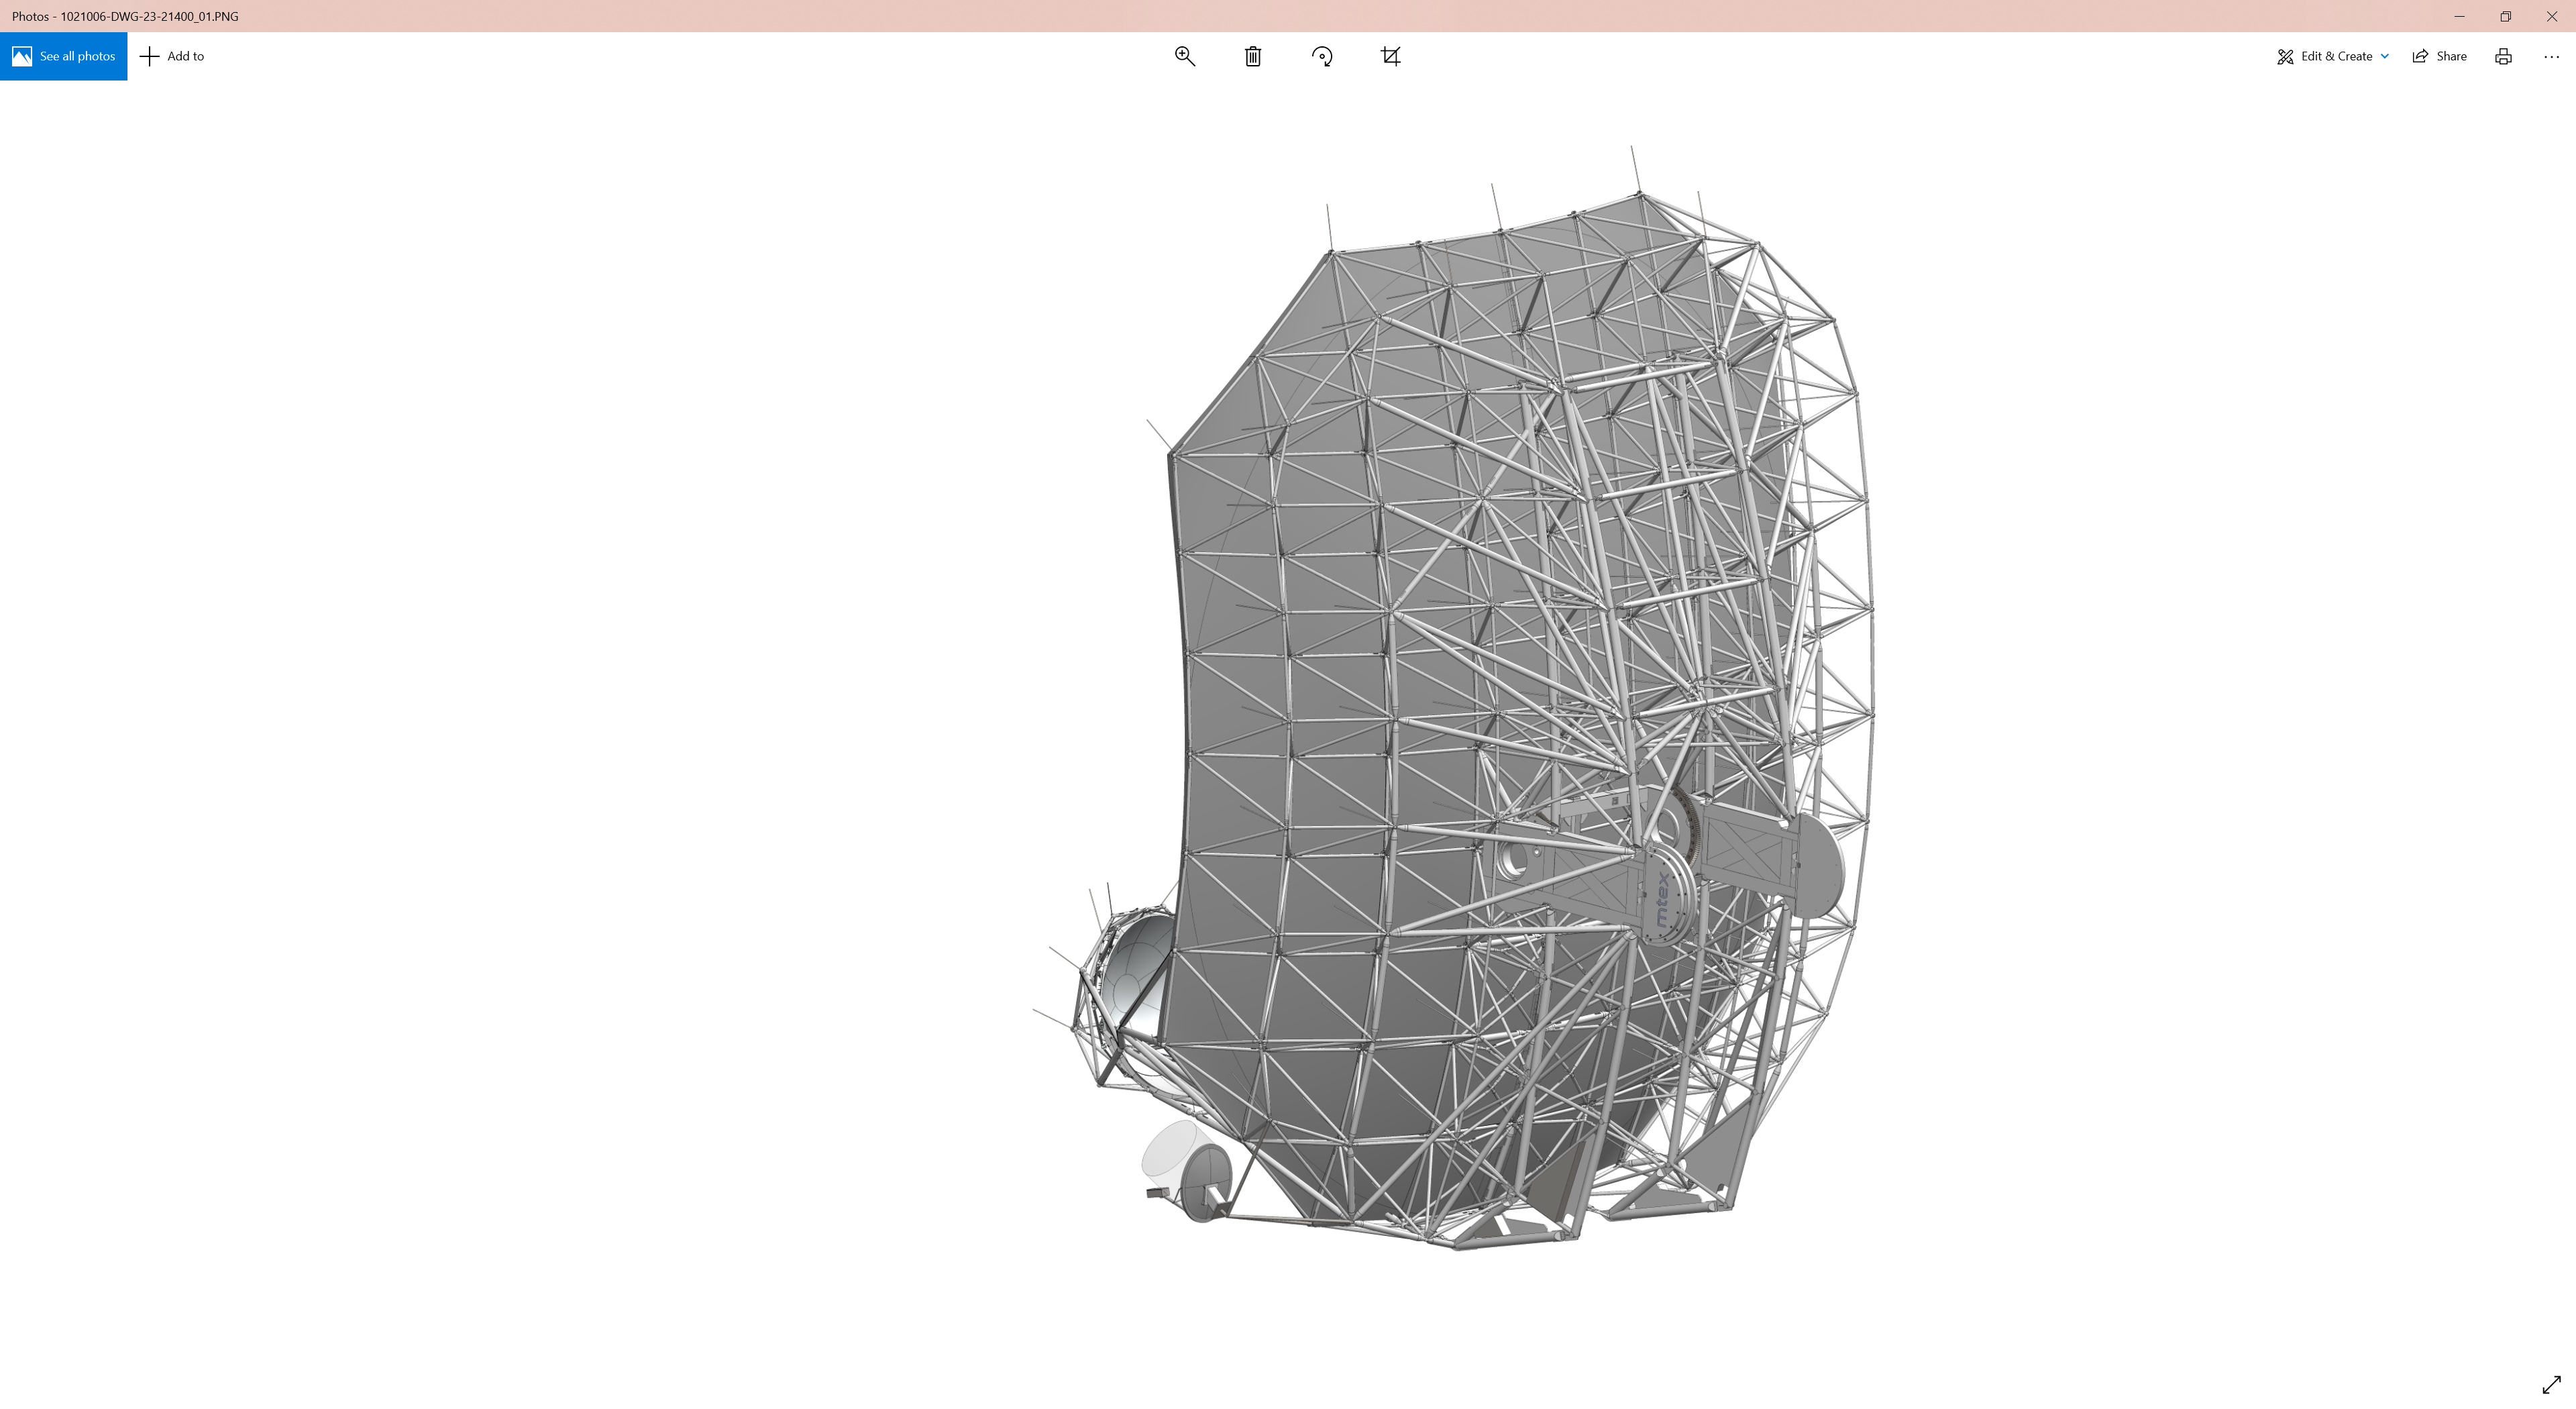 Photos - 1021006-DWG-23-21400_01.PNG
See all photos
Add to
Edit & Create
Share
mtex